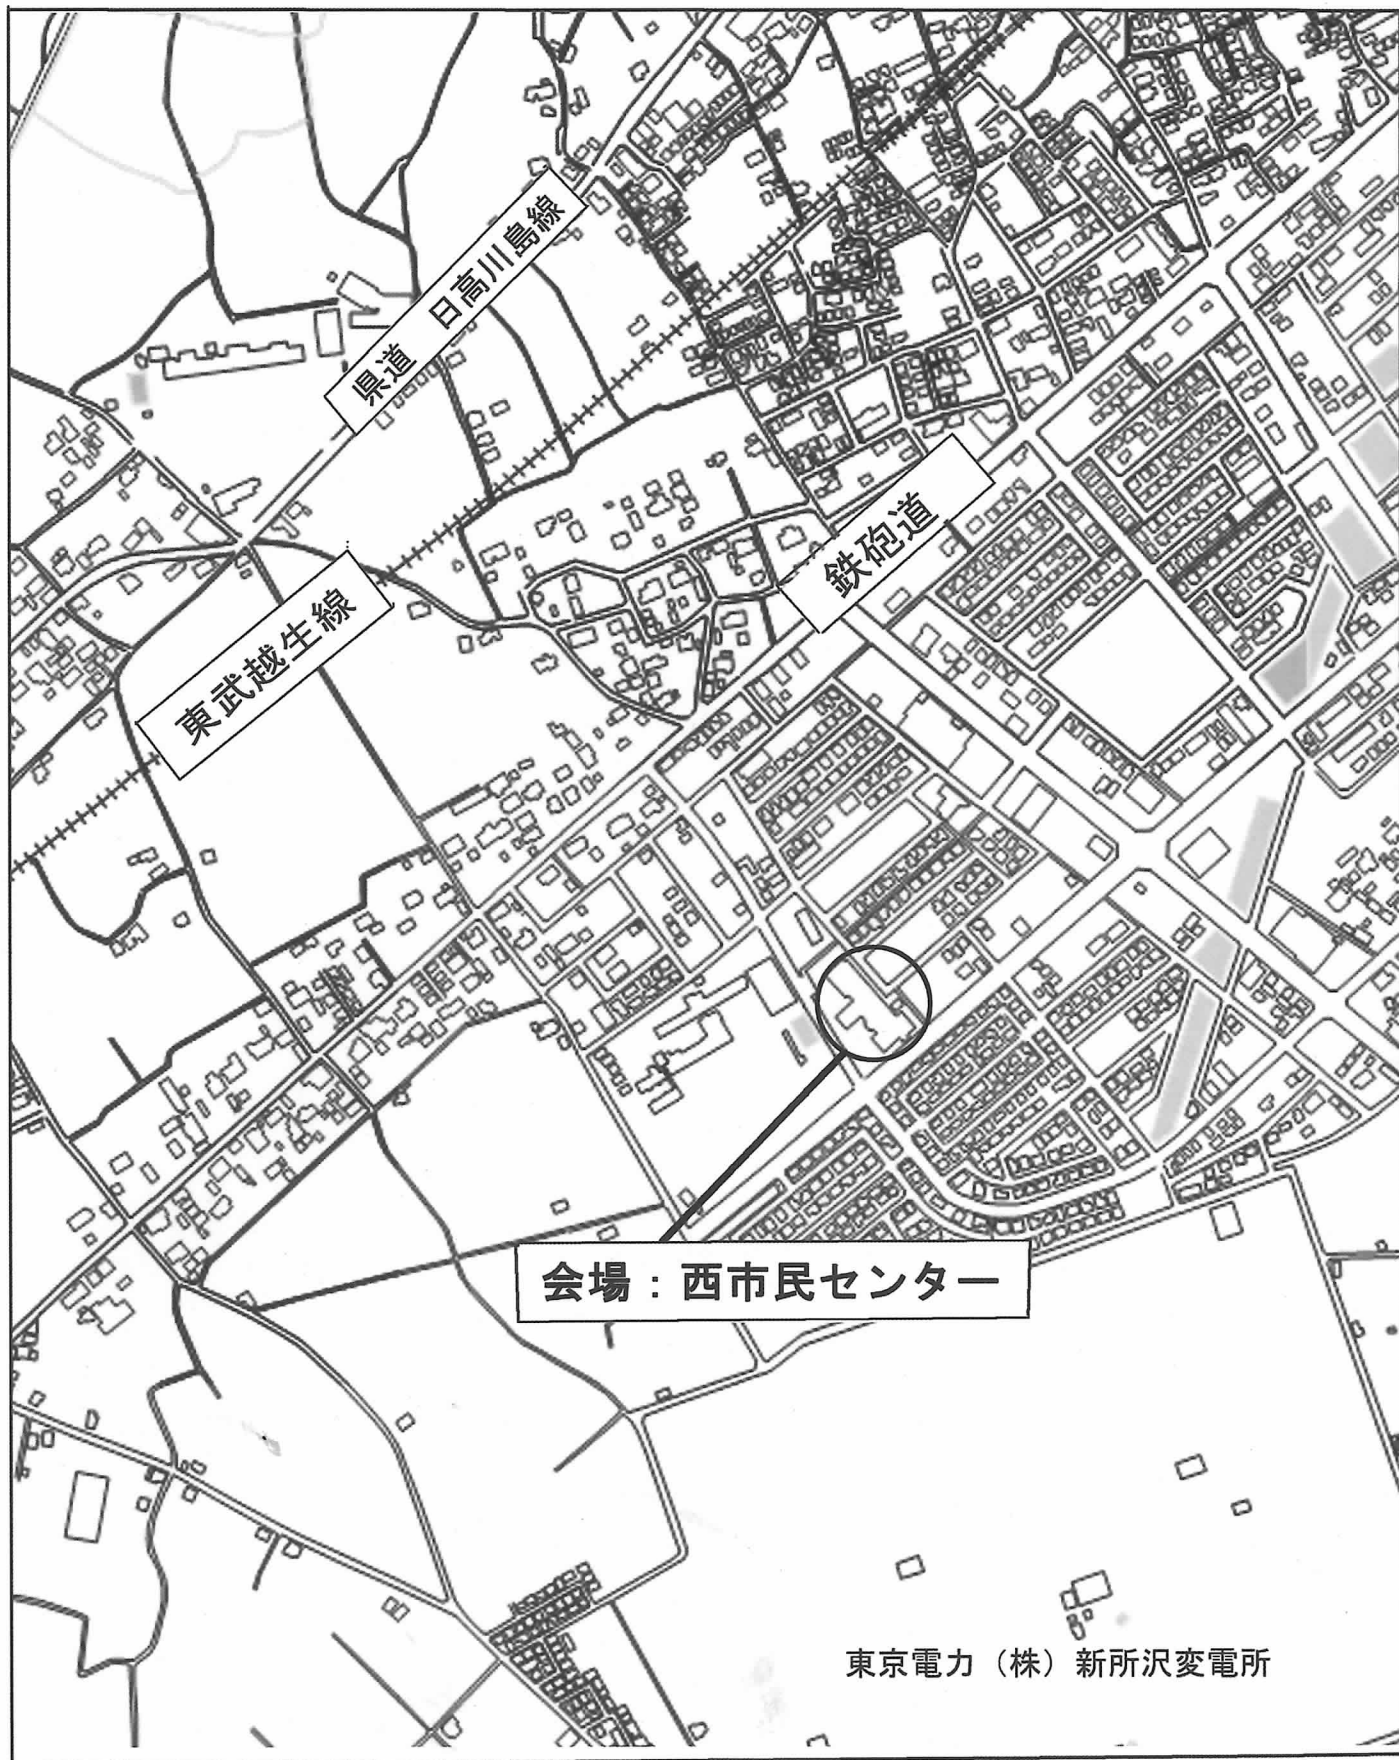 県道　日高川島線
鉄砲道
東武越生線
会場：西市民センター
東京電力（株）新所沢変電所